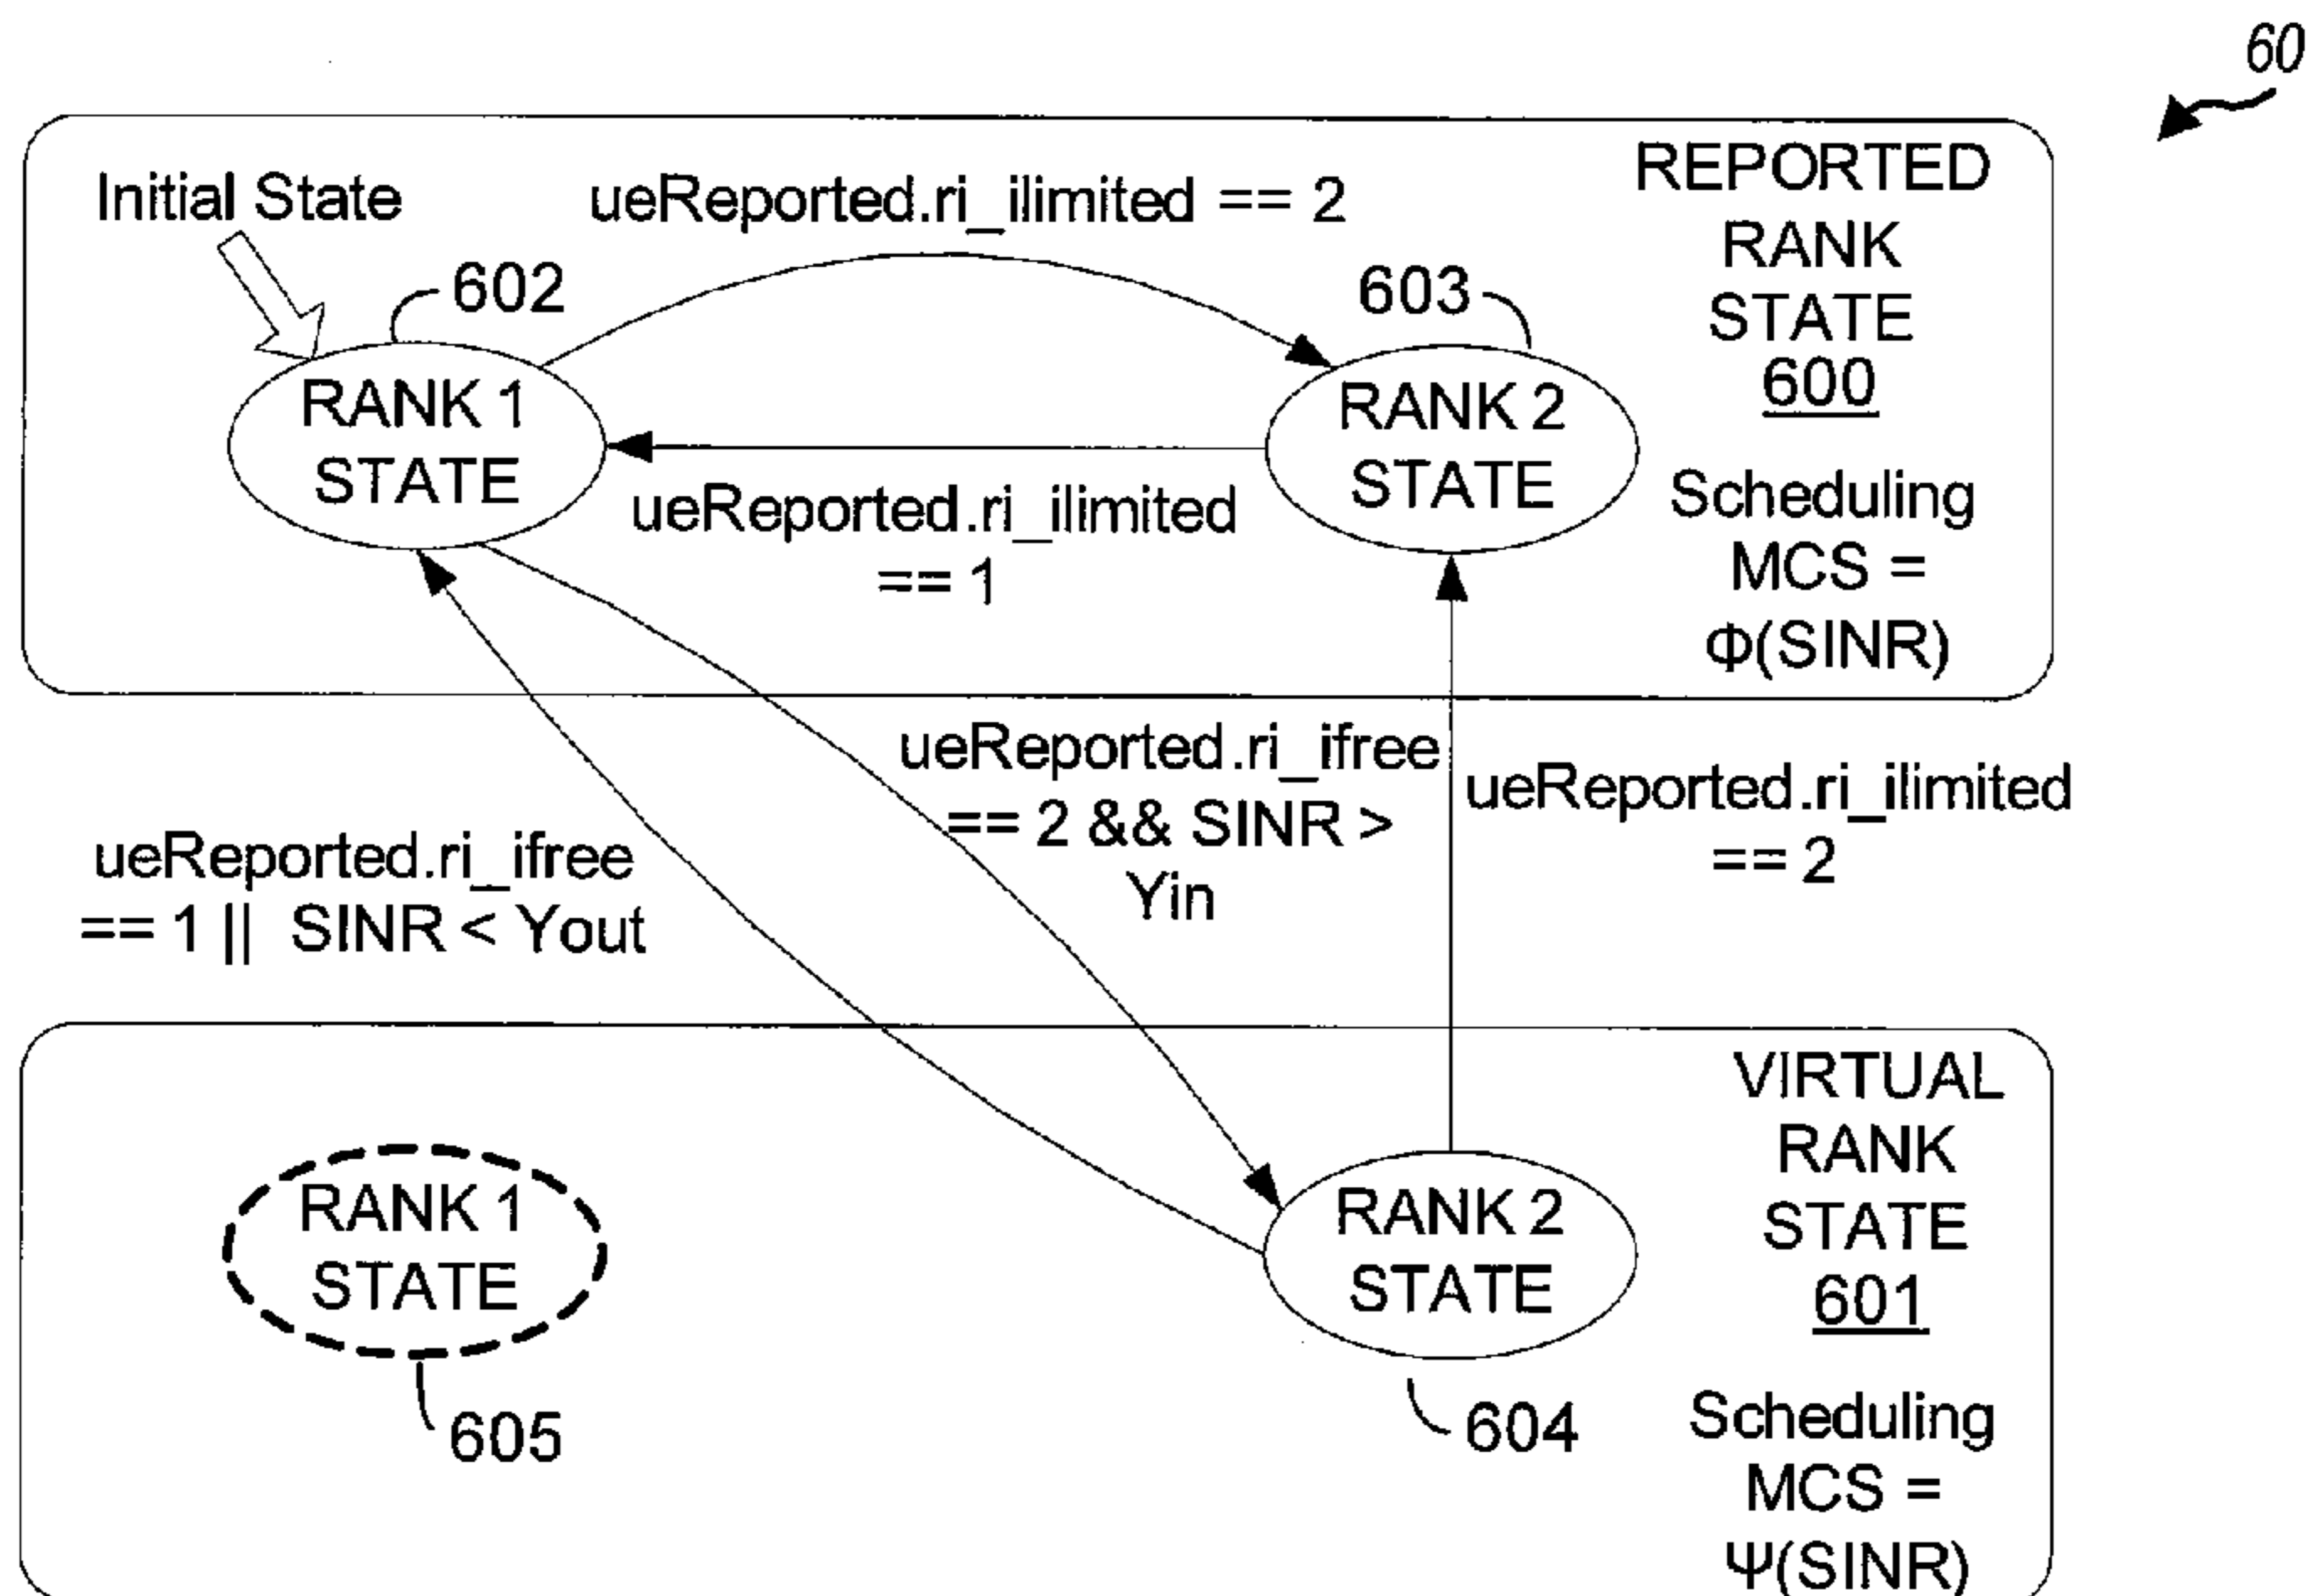 60
Initial State
ueReported.ri_ilimited == 2
REPORTED
RANK
STATE
600
602
603
RANK 1
STATE
RANK 2
STATE
ueReported.ri_ilimited
== 1
Scheduling
MCS =
Φ(SINR)
ueReported.ri_ifree
== 2 && SINR >
Yin
ueReported.ri_ilimited
== 2
ueReported.ri_ifree
== 1 || SINR < Yout
VIRTUAL
RANK
STATE
601
RANK 1
STATE
RANK 2
STATE
605
604
Scheduling
MCS =
Ψ(SINR)